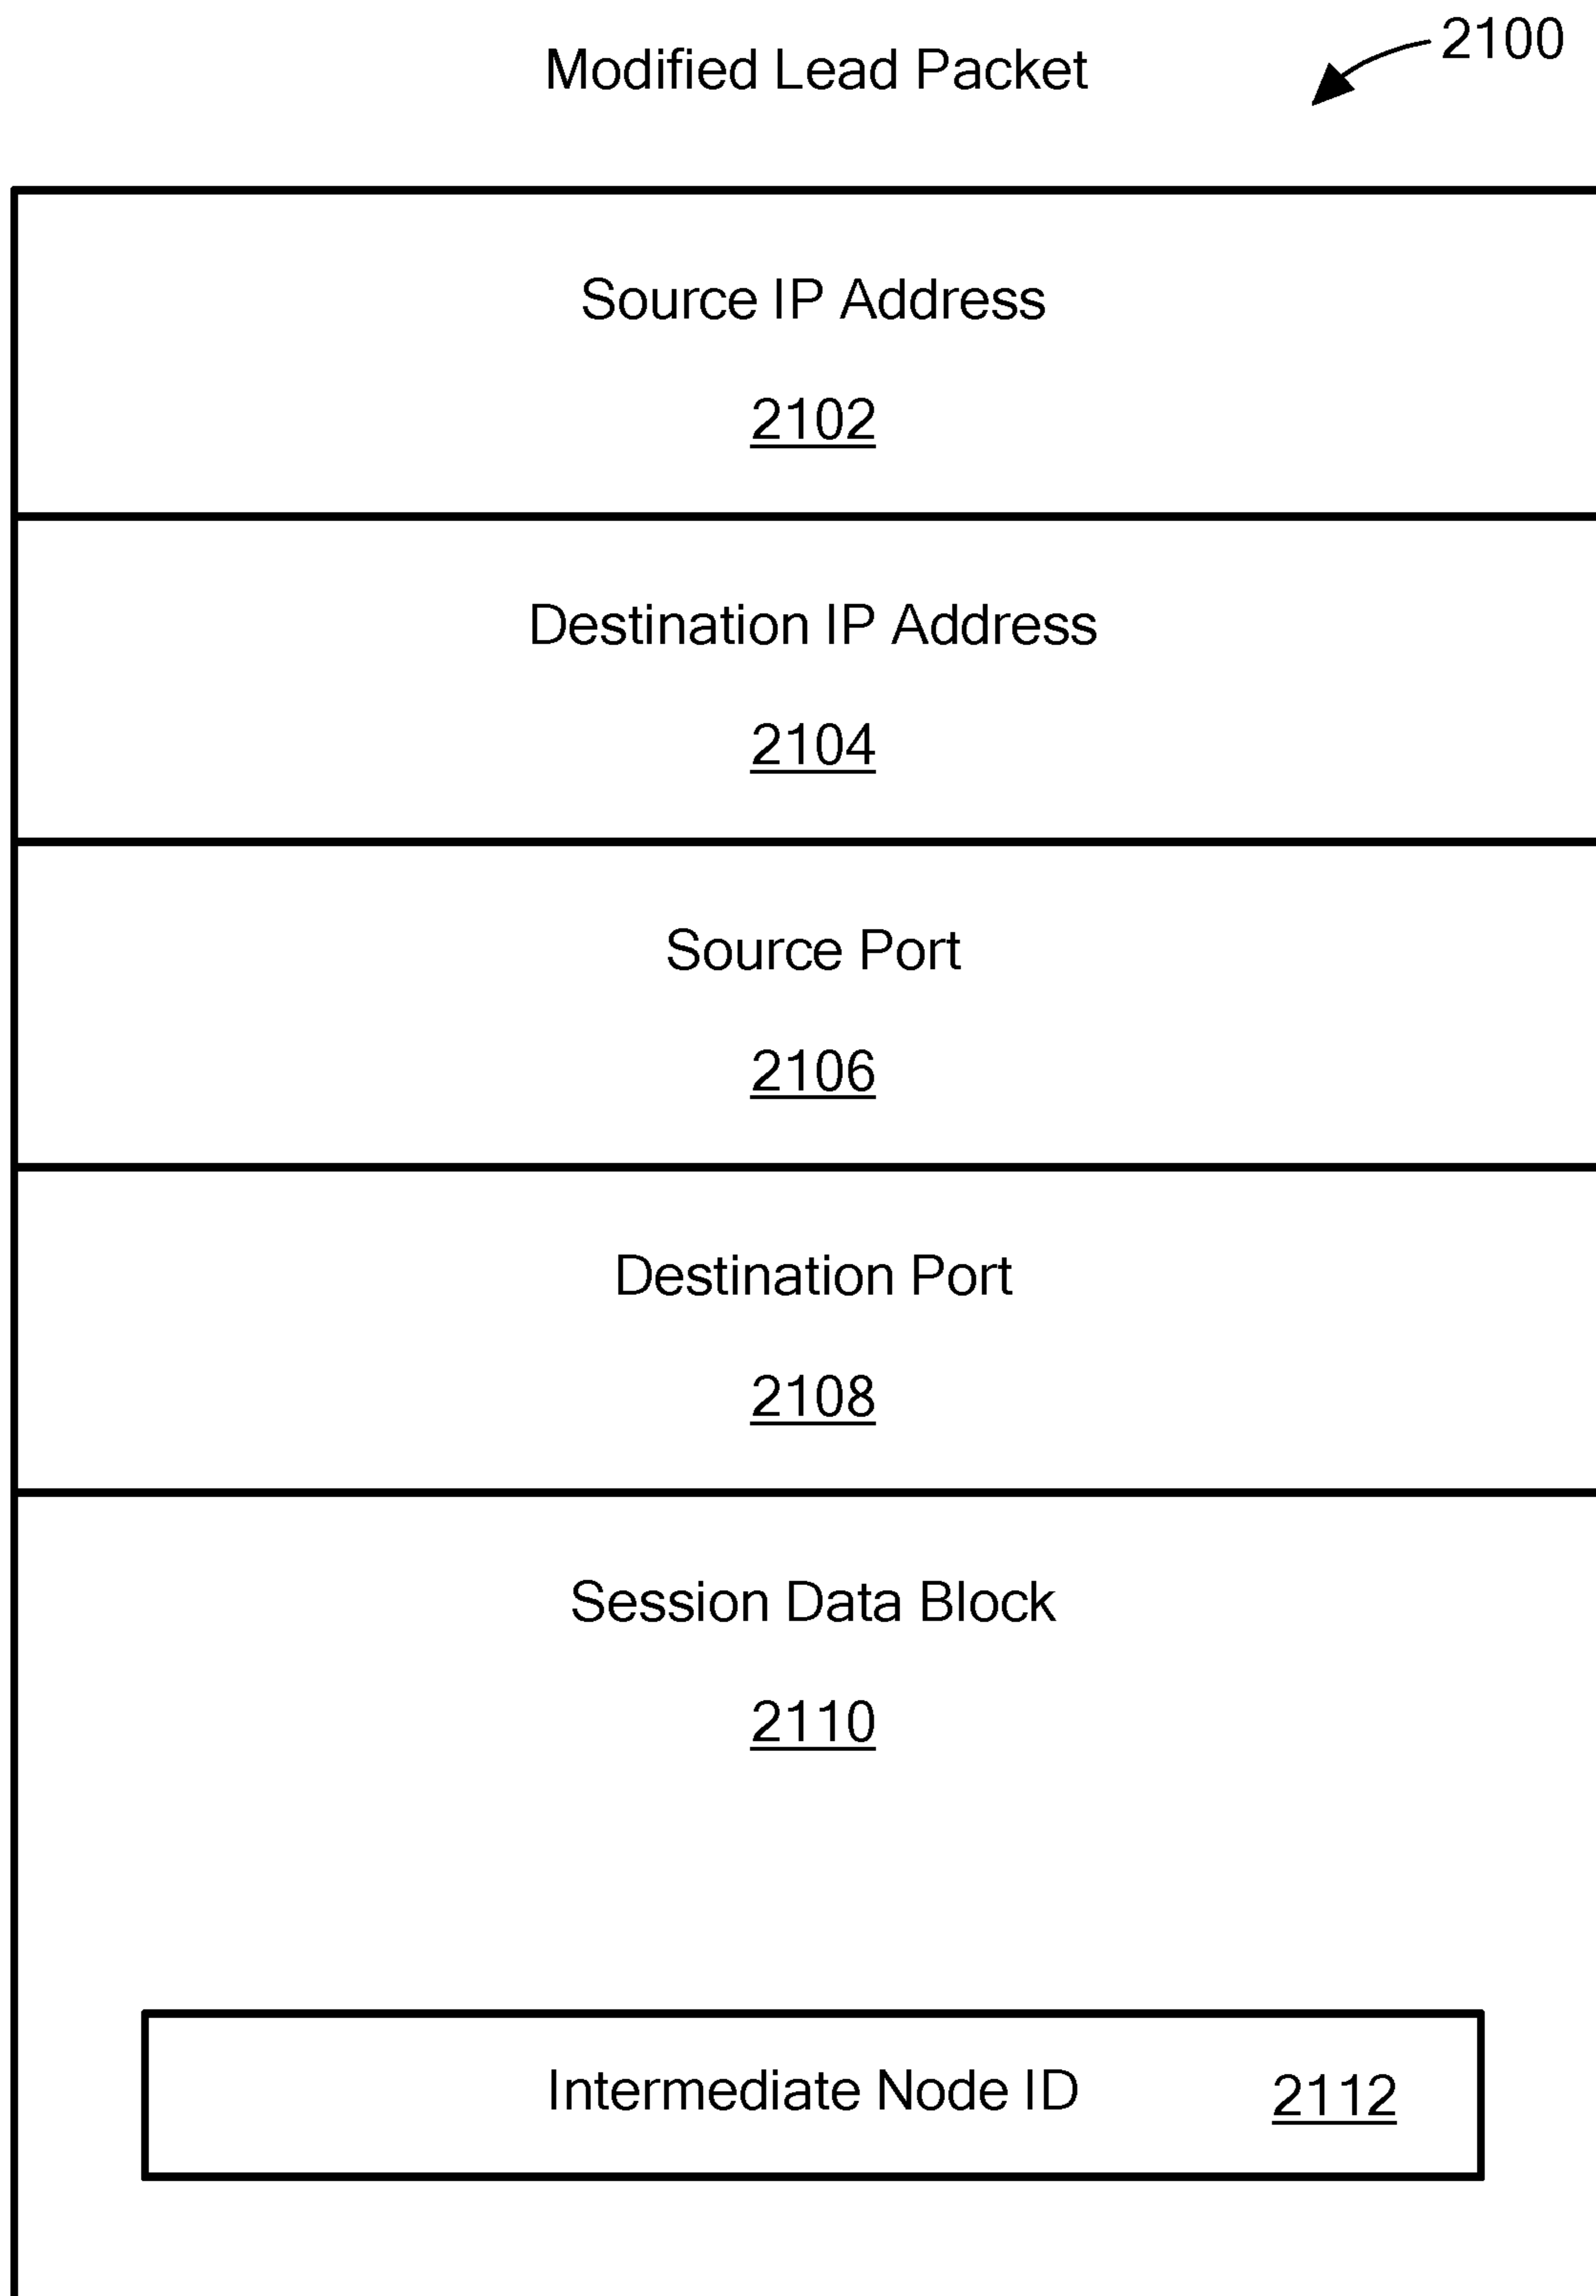 Modified Lead Packet
2100
Source IP Address
2102
Destination IP Address
2104
Source Port
2106
Destination Port
2108
Session Data Block
2110
Intermediate Node ID 2112